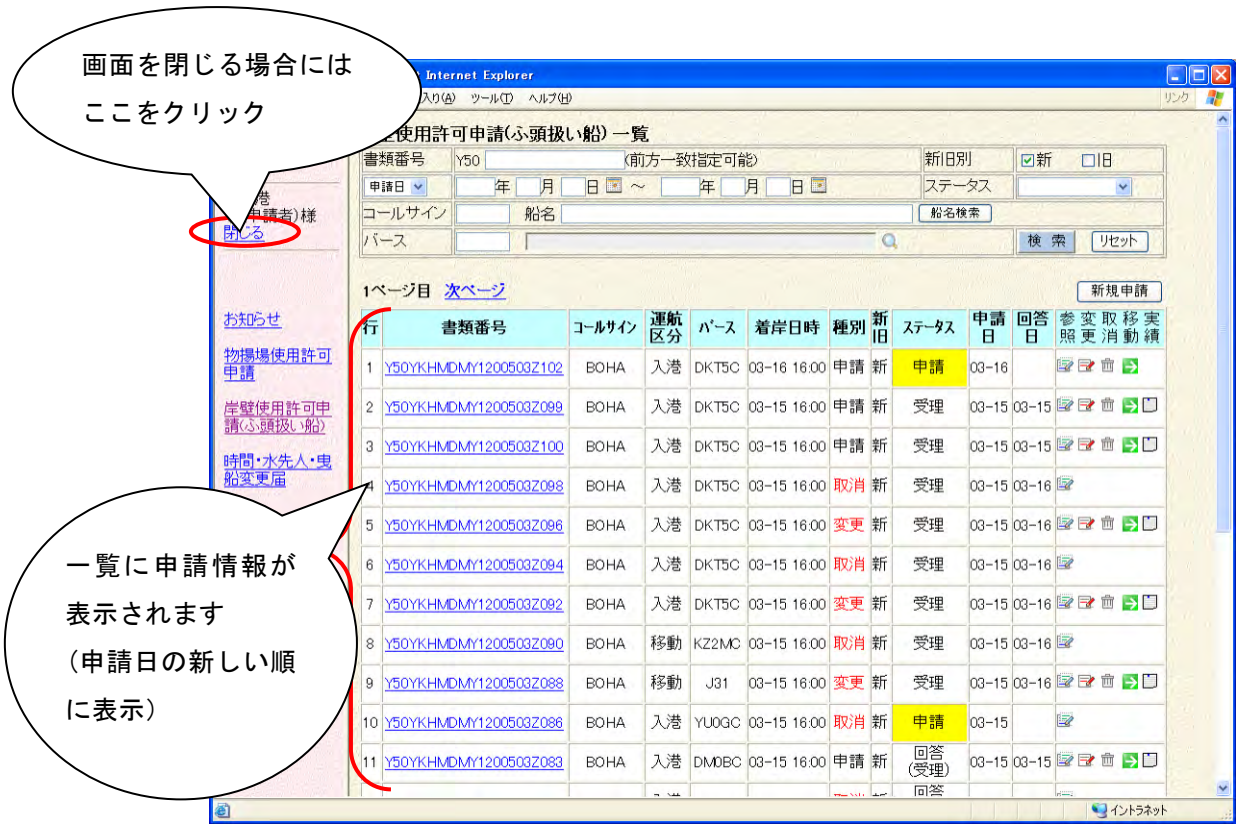 画面を閉じる場合には
ここをクリック
Internet Explorer
入り(A) ツール(T) ヘルプ(H)
リンク
使用許可申請(ふ頭扱い船) 一覧
書類番号 Y50 (前方一致指定可能) 新旧別 新 旧
申請日 年 月 日 ～ 年 月 日 ステータス
コールサイン 船名 船名検索
バース 検 索 リセット
港
申請者)様
閉じる
1ページ目 次ページ 新規申請
お知らせ
物揚場使用許可
申請
岸壁使用許可申
請(ふ頭扱い船)
時間・水先人・曳
船変更届
行 書類番号 コールサイン 運航区分 バース 着岸日時 種別 新旧 ステータス 申請日 回答日 参照 変更 取消 移動 実績
1 Y50YKHMDMY1200503Z102 BOHA 入港 DKT5C 03-16 16:00 申請 新 申請 03-16
2 Y50YKHMDMY1200503Z099 BOHA 入港 DKT5C 03-15 16:00 申請 新 受理 03-15 03-15
3 Y50YKHMDMY1200503Z100 BOHA 入港 DKT5C 03-15 16:00 申請 新 受理 03-15 03-15
4 Y50YKHMDMY1200503Z098 BOHA 入港 DKT5C 03-15 16:00 取消 新 受理 03-15 03-16
5 Y50YKHMDMY1200503Z096 BOHA 入港 DKT5C 03-15 16:00 変更 新 受理 03-15 03-16
6 Y50YKHMDMY1200503Z094 BOHA 入港 DKT5C 03-15 16:00 取消 新 受理 03-15 03-16
7 Y50YKHMDMY1200503Z092 BOHA 入港 DKT5C 03-15 16:00 変更 新 受理 03-15 03-16
8 Y50YKHMDMY1200503Z090 BOHA 移動 KZ2MC 03-15 16:00 取消 新 受理 03-15 03-16
9 Y50YKHMDMY1200503Z088 BOHA 移動 J31 03-15 16:00 変更 新 受理 03-15 03-16
10 Y50YKHMDMY1200503Z086 BOHA 入港 YU0GC 03-15 16:00 取消 新 申請 03-15
11 Y50YKHMDMY1200503Z083 BOHA 入港 DM0BC 03-15 16:00 申請 新 回答(受理) 03-15 03-15
回答
一覧に申請情報が
表示されます
（申請日の新しい順
に表示）
イントラネット